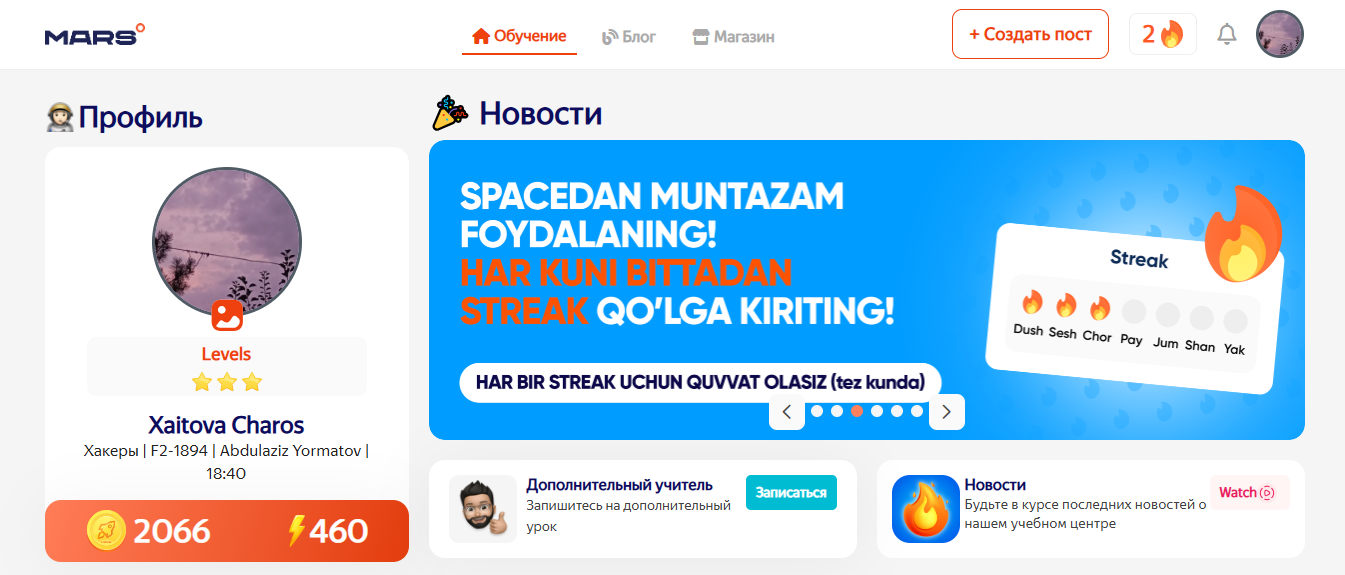 MARS
Обучение
Блог
Магазин
+ Создать пост
2
Профиль
Levels
Xaitova Charos
Хакеры | F2-1894 | Abdulaziz Yormatov |
18:40
2066
460
Новости
SPACEDAN MUNTAZAM
FOYDALANING!
HAR KUNI BITTADAN
STREAK QO‘LGA KIRITING!
HAR BIR STREAK UCHUN QUVVAT OLASIZ (tez kunda)
Streak
Dush Sesh Chor Pay Jum Shan Yak
Дополнительный учитель
Запишитесь на дополнительный
урок
Записаться
Новости
Будьте в курсе последних новостей о
нашем учебном центре
Watch